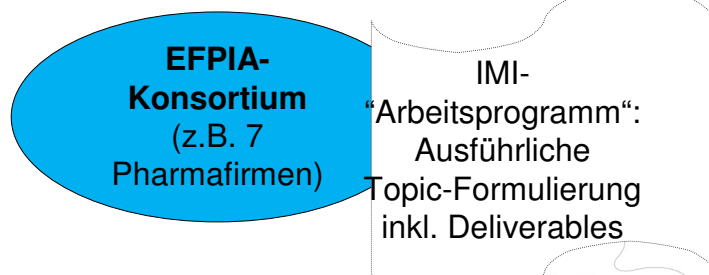 EFPIA-
Konsortium
(z.B. 7
Pharmafirmen)
IMI-
“Arbeitsprogramm“:
Ausführliche
Topic-Formulierung
inkl. Deliverables